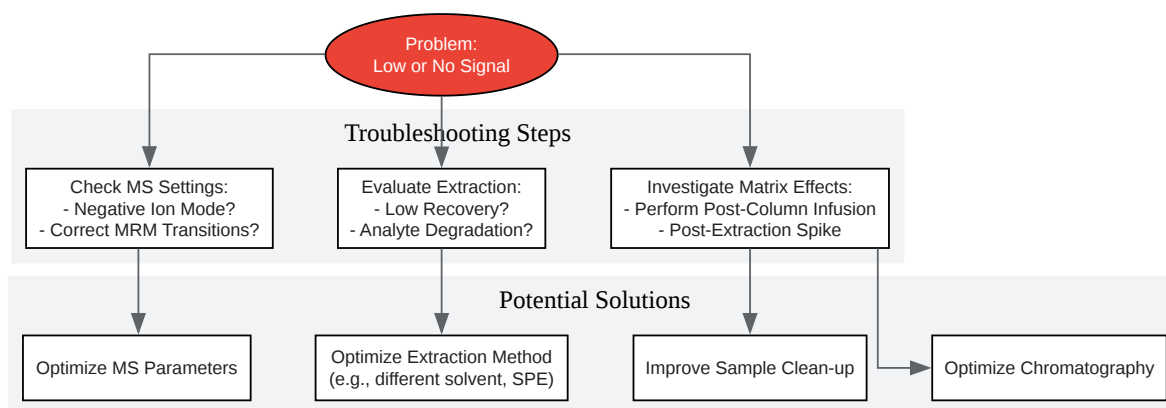 Problem:
Low or No Signal
Troubleshooting Steps
Check MS Settings:
- Negative Ion Mode?
- Correct MRM Transitions?
Evaluate Extraction:
- Low Recovery?
- Analyte Degradation?
Investigate Matrix Effects:
- Perform Post-Column Infusion
- Post-Extraction Spike
Potential Solutions
Optimize MS Parameters
Optimize Extraction Method
(e.g., different solvent, SPE)
Improve Sample Clean-up
Optimize Chromatography